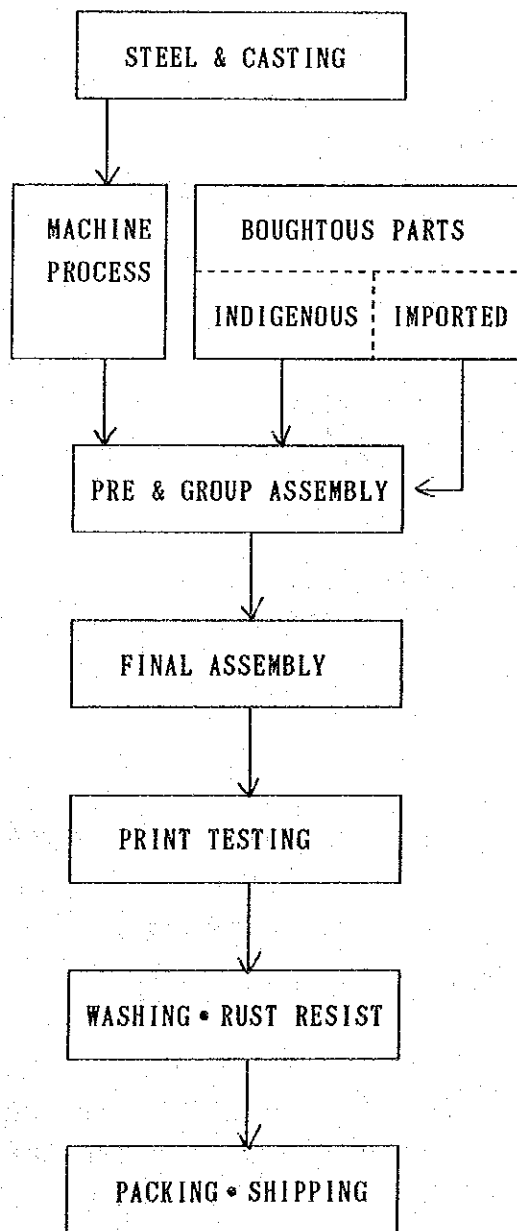 STEEL & CASTING
MACHINE
PROCESS
BOUGHTOUS PARTS
INDIGENOUS
IMPORTED
PRE & GROUP ASSEMBLY
FINAL ASSEMBLY
PRINT TESTING
WASHING • RUST RESIST
PACKING • SHIPPING